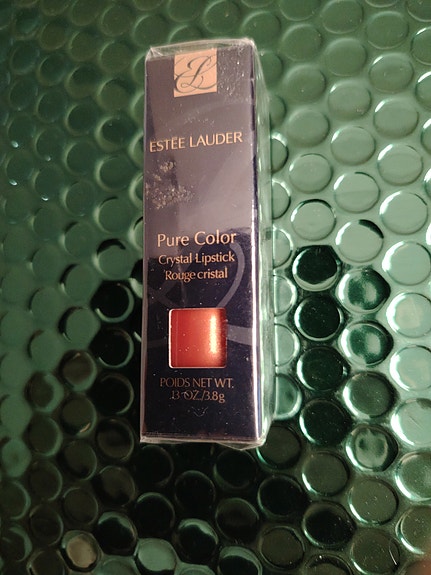 ESTĒE LAUDER
Pure Color
Crystal Lipstick
Rouge cristal
POIDS NET WT.
.13 OZ./3.8g